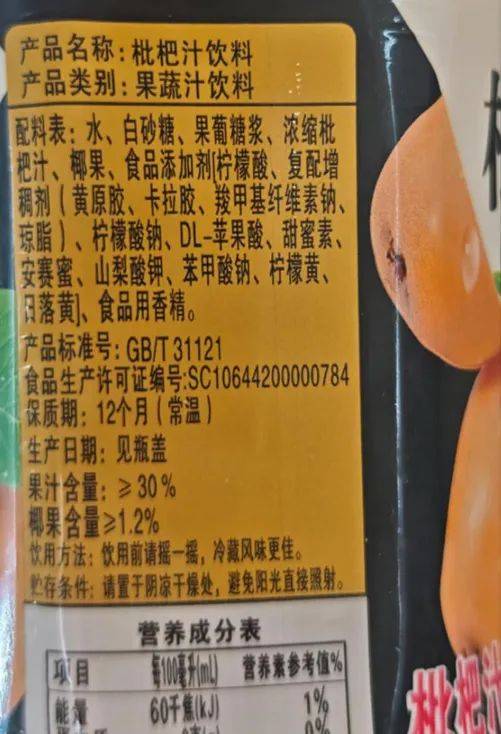 产品名称：枇杷汁饮料
产品类别：果蔬汁饮料
配料表：水、白砂糖、果葡糖浆、浓缩枇
杷汁、椰果、食品添加剂[柠檬酸、复配增
稠剂（黄原胶、卡拉胶、羧甲基纤维素钠、
琼脂）、柠檬酸钠、DL-苹果酸、甜蜜素、
安赛蜜、山梨酸钾、苯甲酸钠、柠檬黄、
日落黄]、食品用香精。
产品标准号：GB/T 31121
食品生产许可证编号:SC10644200000784
保质期：12个月（常温）
生产日期：见瓶盖
果汁含量：≥30%
椰果含量≥1.2%
饮用方法：饮用前请摇一摇，冷藏风味更佳。
贮存条件：请置于阴凉干燥处，避免阳光直接照射。
营养成分表
项目 每100毫升(mL) 营养素参考值%
能量 60千焦(kJ) 1%
0%
枇杷汁